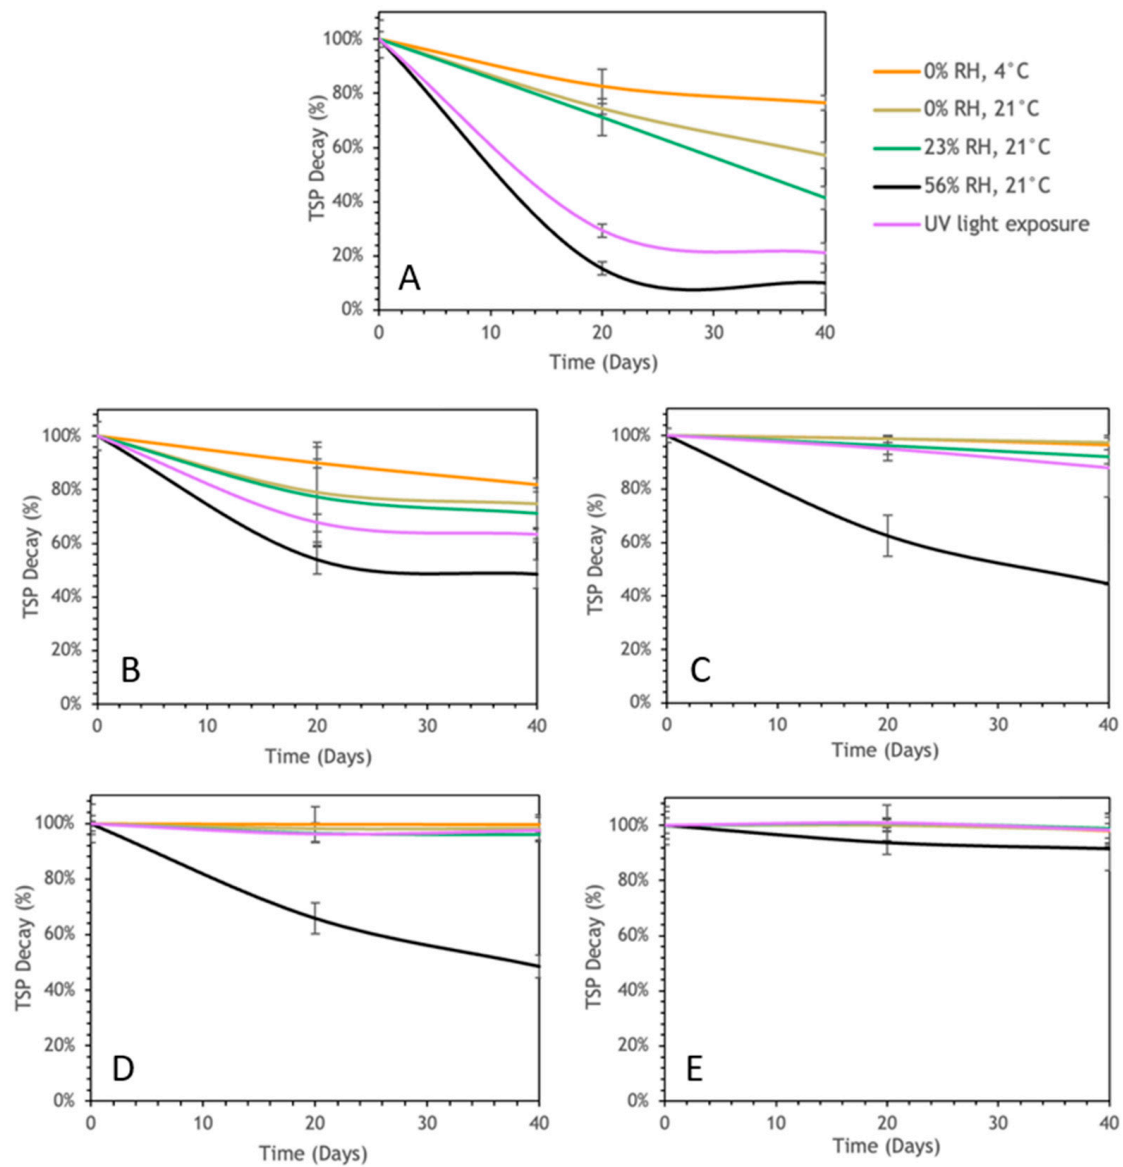 100%
80%
60%
40%
20%
0%
TSP Decay (%)
A
0 10 20 30 40
Time (Days)
0% RH, 4°C
0% RH, 21°C
23% RH, 21°C
56% RH, 21°C
UV light exposure
100%
80%
60%
40%
20%
0%
TSP Decay (%)
B
0 10 20 30 40
Time (Days)
100%
80%
60%
40%
20%
0%
TSP Decay (%)
C
0 10 20 30 40
Time (Days)
100%
80%
60%
40%
20%
0%
TSP Decay (%)
D
0 10 20 30 40
Time (Days)
100%
80%
60%
40%
20%
0%
TSP Decay (%)
E
0 10 20 30 40
Time (Days)